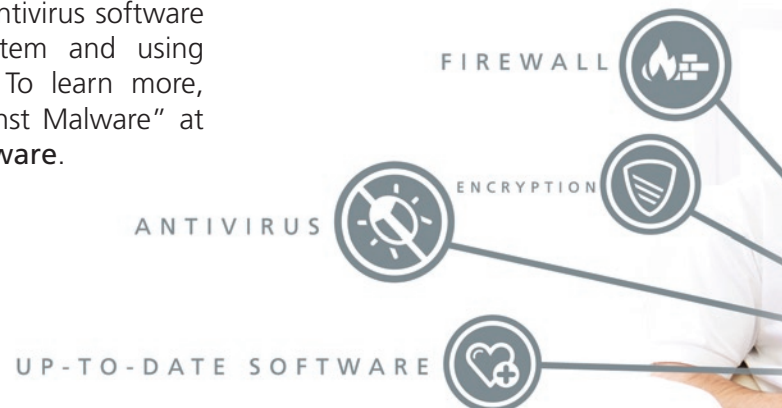 ntivirus software
tem and using
To learn more,
nst Malware” at
ware.
FIREWALL
ENCRYPTION
ANTIVIRUS
UP-TO-DATE SOFTWARE